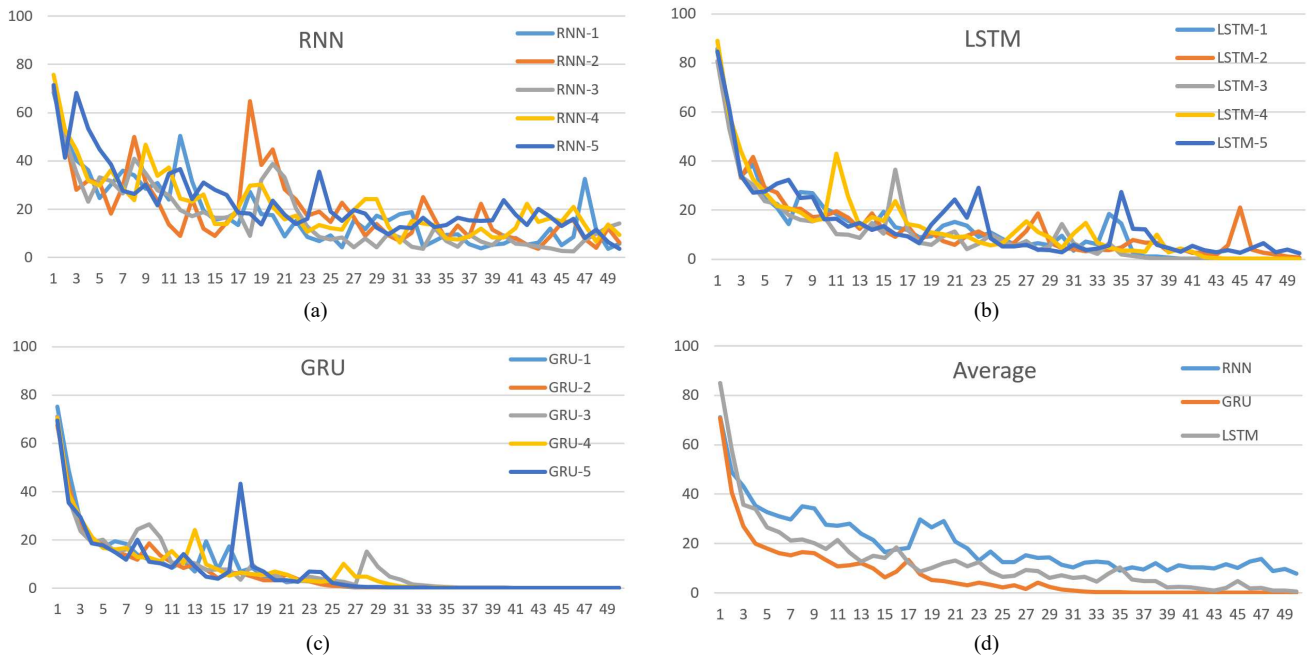 RNN
100
80
60
40
20
0
1 3 5 7 9 11 13 15 17 19 21 23 25 27 29 31 33 35 37 39 41 43 45 47 49
RNN-1
RNN-2
RNN-3
RNN-4
RNN-5
(a)
LSTM
100
80
60
40
20
0
1 3 5 7 9 11 13 15 17 19 21 23 25 27 29 31 33 35 37 39 41 43 45 47 49
LSTM-1
LSTM-2
LSTM-3
LSTM-4
LSTM-5
(b)
GRU
100
80
60
40
20
0
1 3 5 7 9 11 13 15 17 19 21 23 25 27 29 31 33 35 37 39 41 43 45 47 49
GRU-1
GRU-2
GRU-3
GRU-4
GRU-5
(c)
Average
100
80
60
40
20
0
1 3 5 7 9 11 13 15 17 19 21 23 25 27 29 31 33 35 37 39 41 43 45 47 49
RNN
GRU
LSTM
(d)